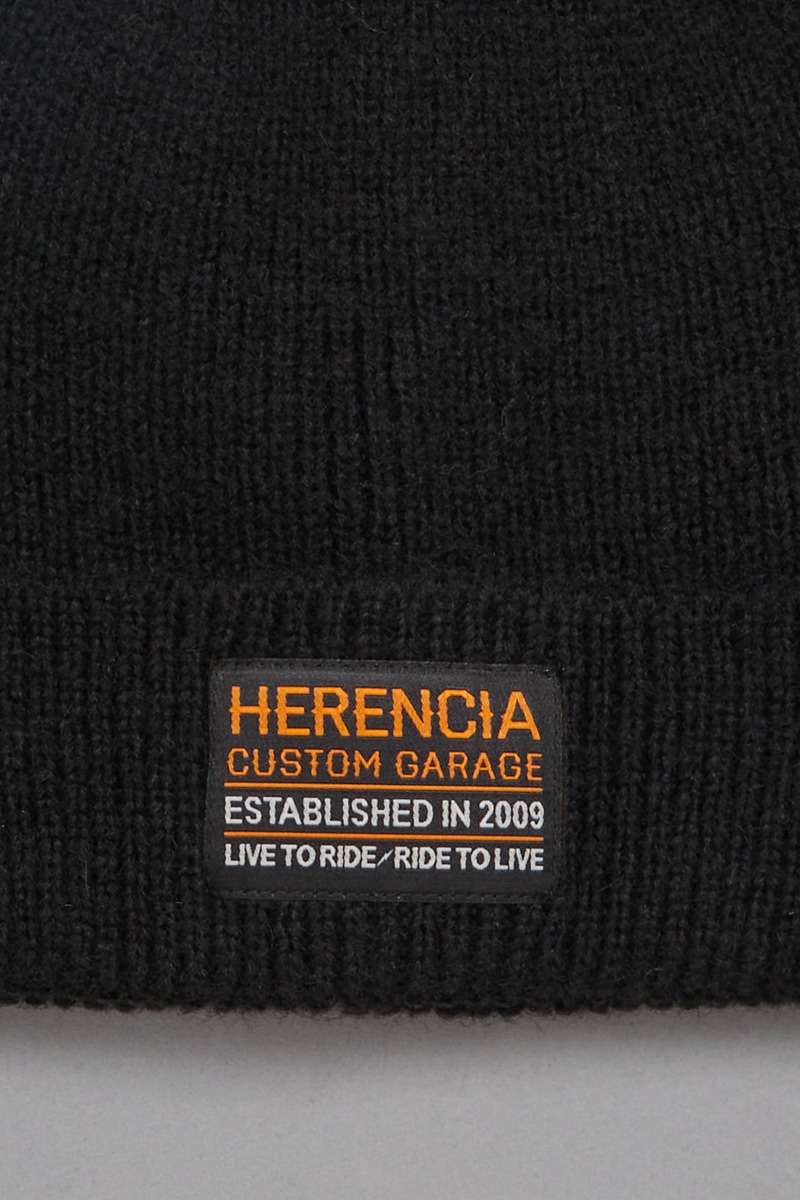 HERENCIA
CUSTOM GARAGE
ESTABLISHED IN 2009
LIVE TO RIDE/RIDE TO LIVE